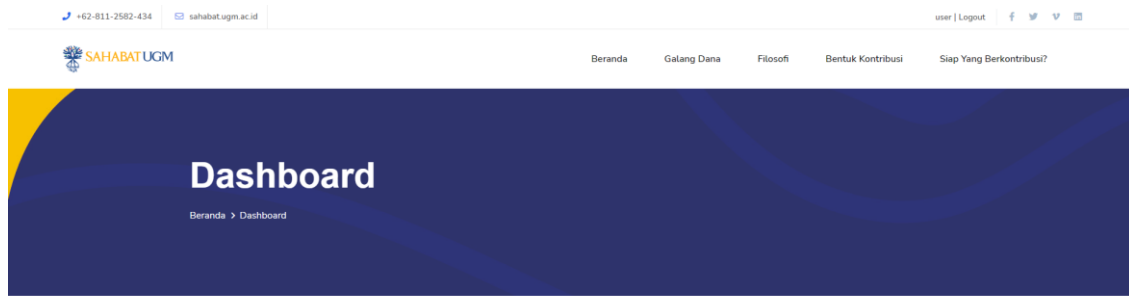 +62-811-2582-434 sahabat.ugm.ac.id user | Logout
SAHABAT UGM Beranda Galang Dana Filosofi Bentuk Kontribusi Siap Yang Berkontribusi?
Dashboard
Beranda > Dashboard